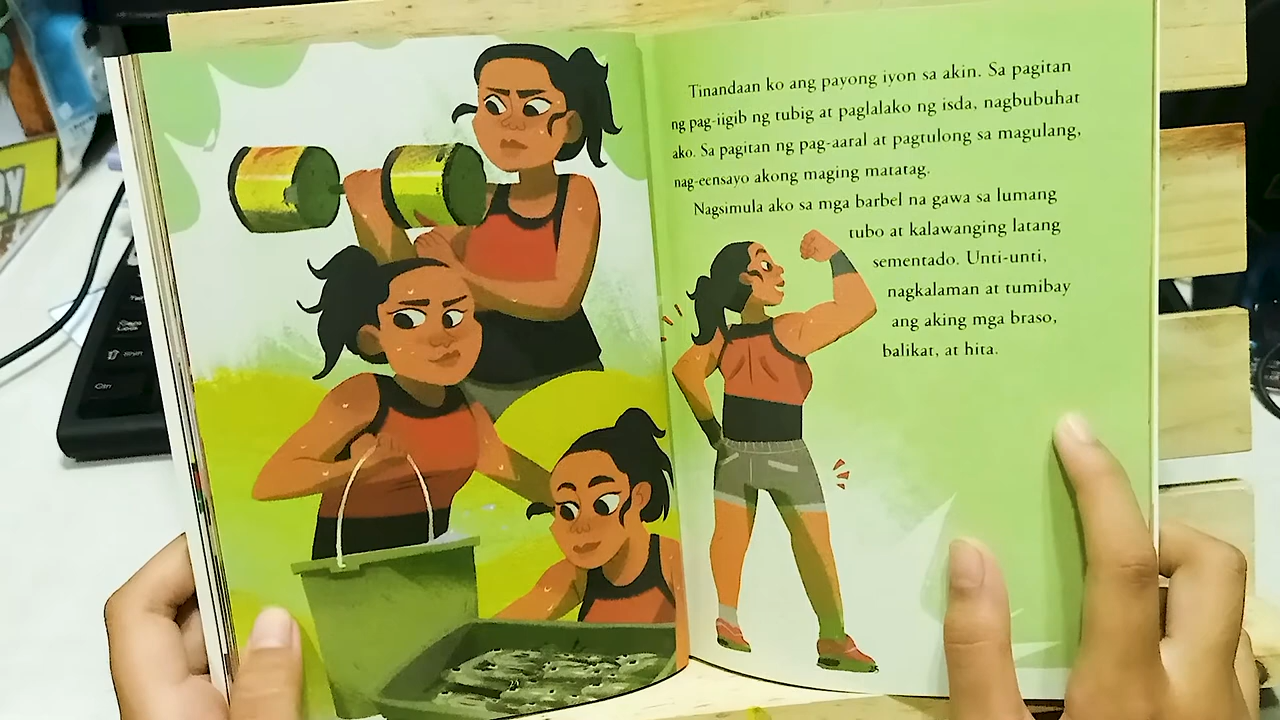 Tinandaan ko ang payong iyon sa akin. Sa pagitan
ng pag-iigib ng tubig at paglalako ng isda, nagbubuhat
ako. Sa pagitan ng pag-aaral at pagtulong sa magulang,
nag-eensayo akong maging matatag.
Nagsimula ako sa mga barbel na gawa sa lumang
tubo at kalawanging latang
sementado. Unti-unti,
nagkalaman at tumibay
ang aking mga braso,
balikat, at hita.
Shift
Ctrl